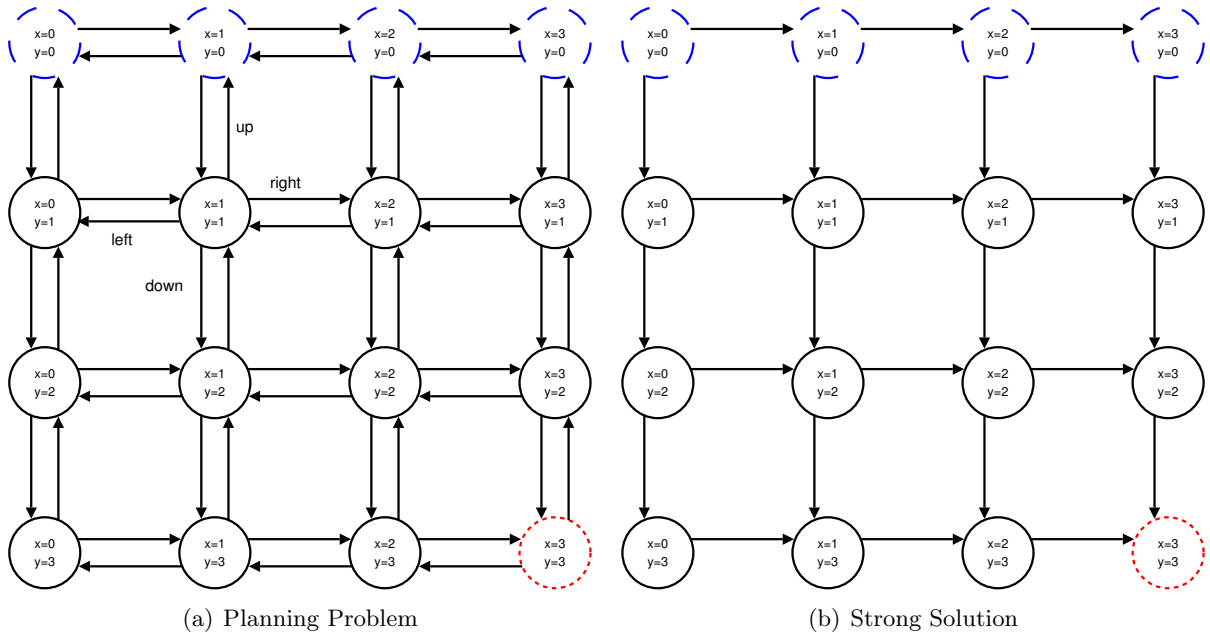 x=0 x=1 x=2 x=3 x=0 x=1 x=2 x=3
y=0 y=0 y=0 y=0 y=0 y=0 y=0 y=0
up
right
x=0 x=1 x=2 x=3 x=0 x=1 x=2 x=3
y=1 y=1 y=1 y=1 y=1 y=1 y=1 y=1
left
down
x=0 x=1 x=2 x=3 x=0 x=1 x=2 x=3
y=2 y=2 y=2 y=2 y=2 y=2 y=2 y=2
x=0 x=1 x=2 x=3 x=0 x=1 x=2 x=3
y=3 y=3 y=3 y=3 y=3 y=3 y=3 y=3
(a) Planning Problem (b) Strong Solution